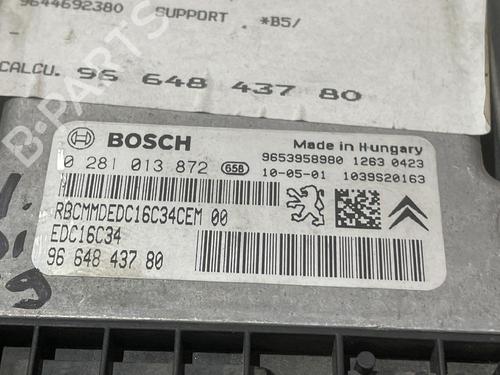 9644692380 SUPPORT . *B5/
CALCU. 96 648 437 80
B-PARTS
BOSCH
Made in Hungary
0 281 013 872 658
9653958980 1263 0423
10-05-01 1039S20163
RBCMMDEDC16C34CEM 00
EDC16C34
96 648 437 80